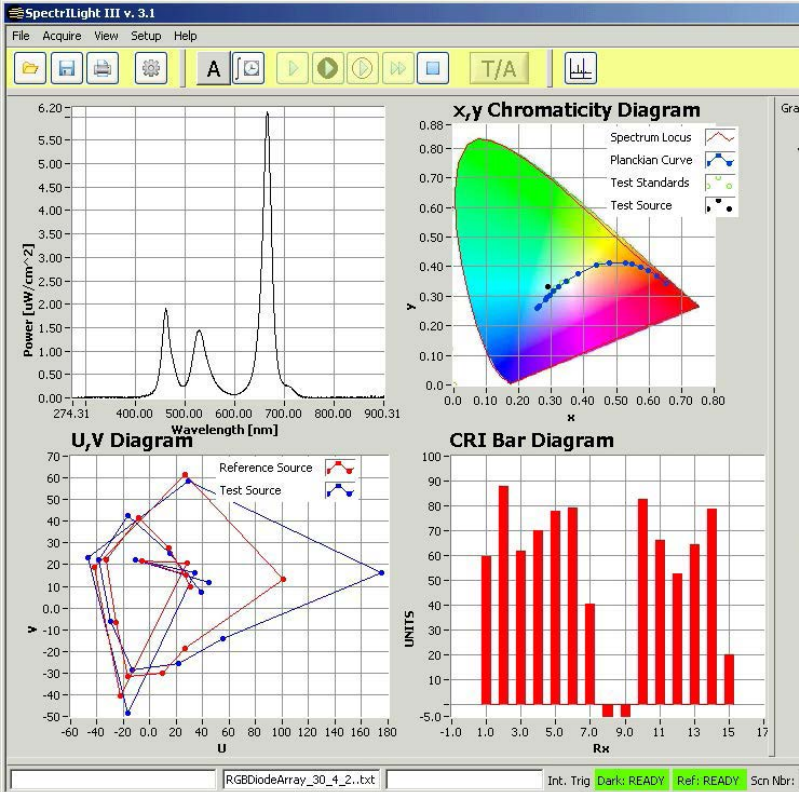 SpectrILight III v. 3.1
File Acquire View Setup Help
A T/A
Gra
6.20
5.50
5.00
4.50
4.00
3.50
3.00
2.50
2.00
1.50
1.00
0.50
0.00
Power [uW/cm^2]
274.31 400.00 500.00 600.00 700.00 800.00 900.31
Wavelength [nm]
x,y Chromaticity Diagram
Spectrum Locus
Planckian Curve
Test Standards
Test Source
0.88
0.80
0.70
0.60
0.50
0.40
0.30
0.20
0.10
0.0
y
0.0 0.10 0.20 0.30 0.40 0.50 0.60 0.70 0.80
x
U,V Diagram
Reference Source
Test Source
70
60
50
40
30
20
10
0.0
-10
-20
-30
-40
-50
V
-60 -40 -20 0.0 20 40 60 80 100 120 140 160 180
U
CRI Bar Diagram
100
90
80
70
60
50
40
30
20
10
-5.0
UNITS
-1.0 1.0 3.0 5.0 7.0 9.0 11 13 15 17
Rx
RGBDiodeArray_30_4_2..txt Int. Trig Dark: READY Ref: READY Scn Nbr: